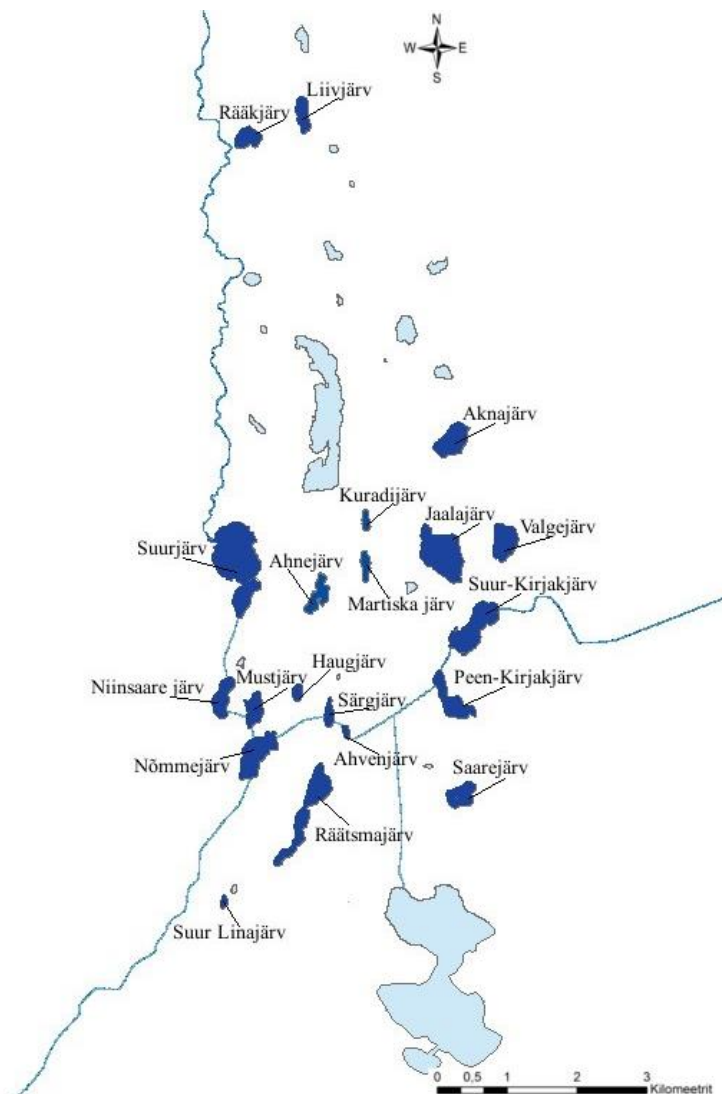 N
W E
S
Liivjärv
Rääkjärv
Aknajärv
Kuradijärv
Jaalajärv
Valgejärv
Suurjärv
Ahnejärv
Martiska järv
Suur-Kirjakjärv
Haugjärv
Niinsaare järv
Mustjärv
Peen-Kirjakjärv
Särgjärv
Nõmmejärv
Ahvenjärv
Saarejärv
Räätsmajärv
Suur Linajärv
0 0,5 1 2 3
Kilomeetrit